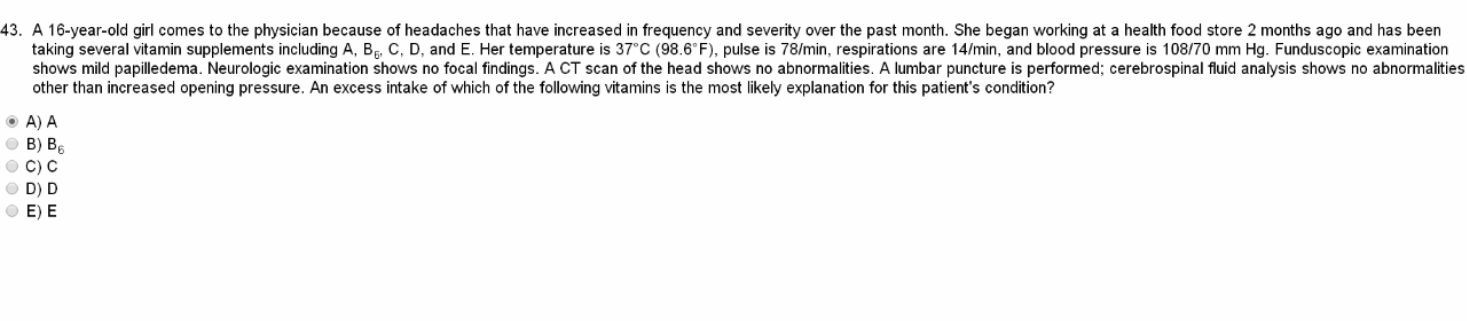 43. A 16-year-old girl comes to the physician because of headaches that have increased in frequency and severity over the past month. She began working at a health food store 2 months ago and has been
taking several vitamin supplements including A, B₆, C, D, and E. Her temperature is 37°C (98.6°F), pulse is 78/min, respirations are 14/min, and blood pressure is 108/70 mm Hg. Funduscopic examination
shows mild papilledema. Neurologic examination shows no focal findings. A CT scan of the head shows no abnormalities. A lumbar puncture is performed; cerebrospinal fluid analysis shows no abnormalities
other than increased opening pressure. An excess intake of which of the following vitamins is the most likely explanation for this patient's condition?
A) A
B) B₆
C) C
D) D
E) E